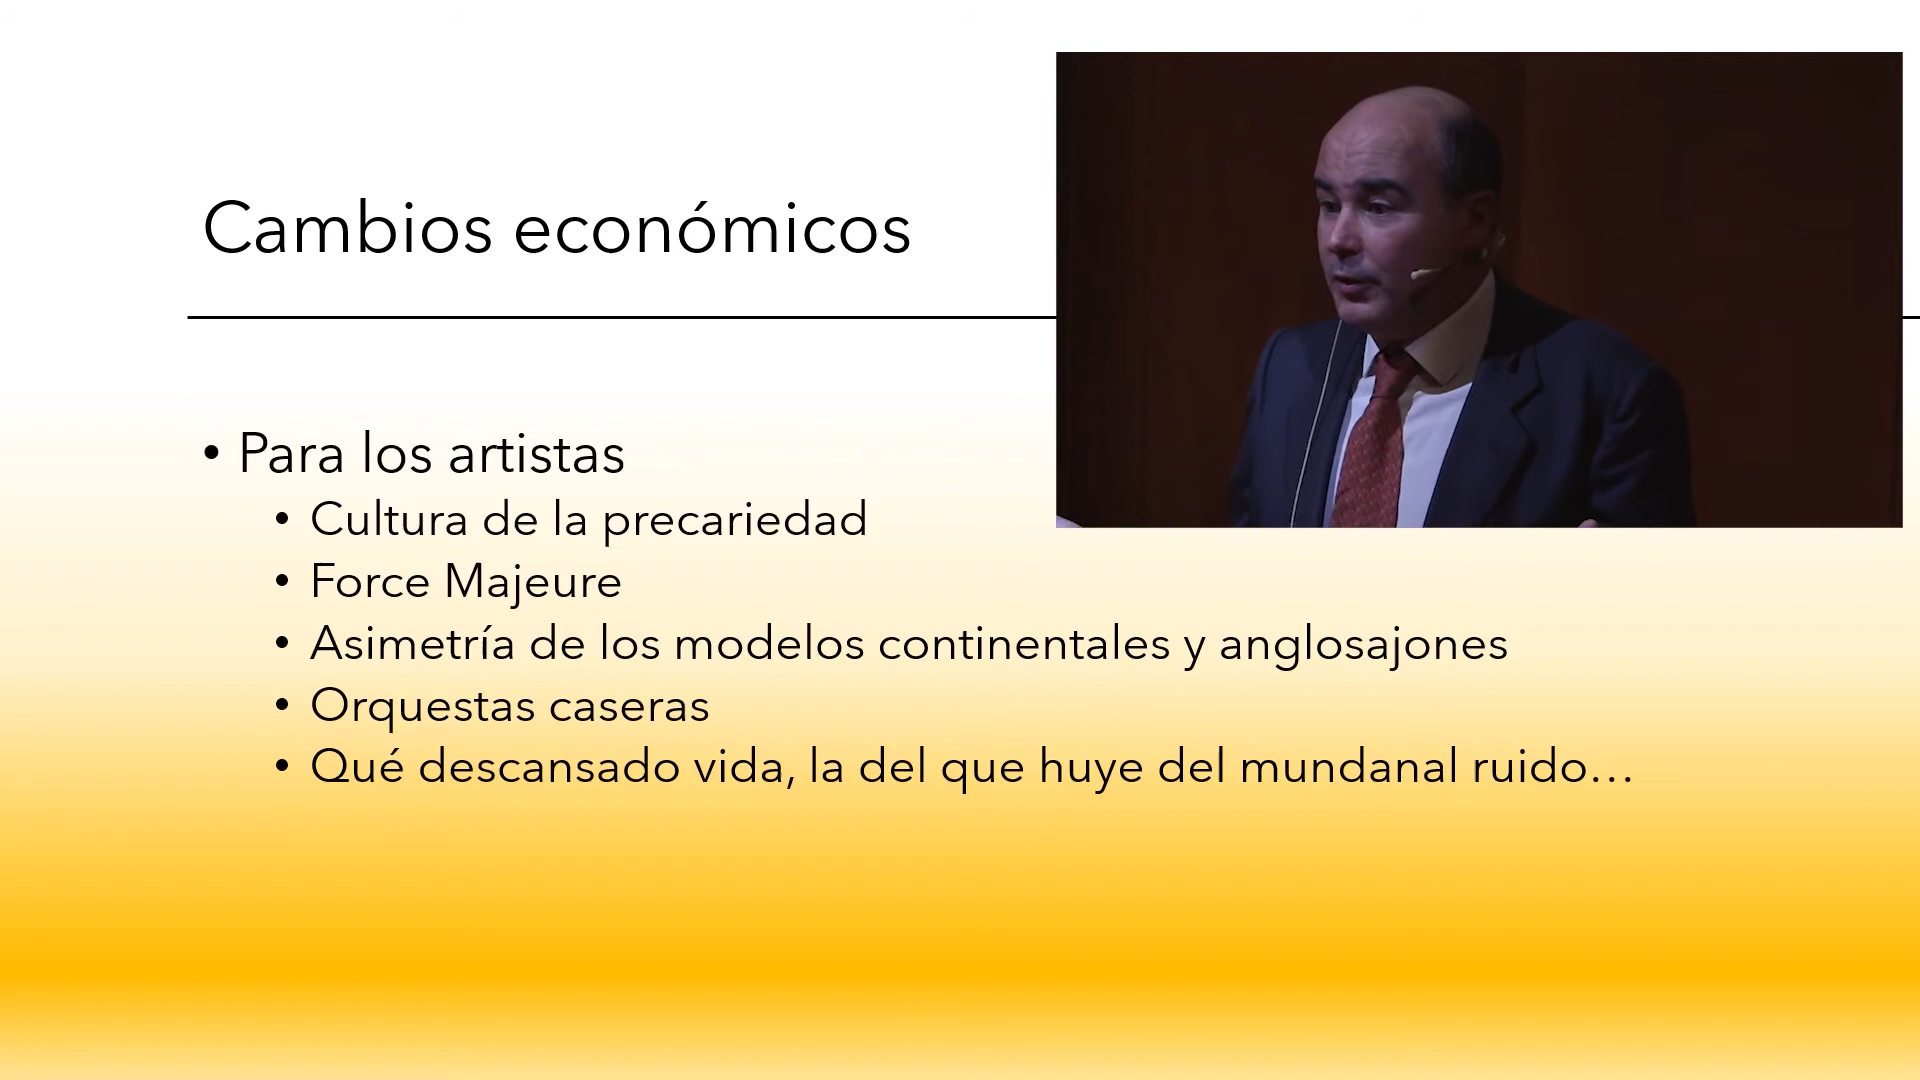 Cambios económicos
• Para los artistas
• Cultura de la precariedad
• Force Majeure
• Asimetría de los modelos continentales y anglosajones
• Orquestas caseras
• Qué descansado vida, la del que huye del mundanal ruido…